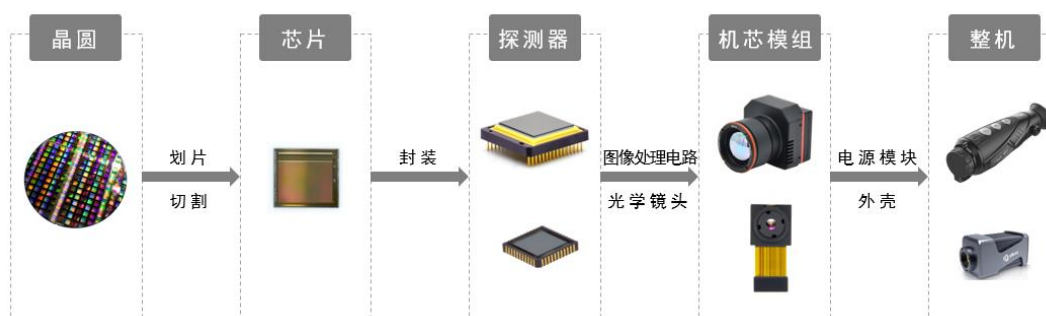 晶圆
芯片
探测器
机芯模组
整机
划片
切割
封装
图像处理电路
光学镜头
电源模块
外壳